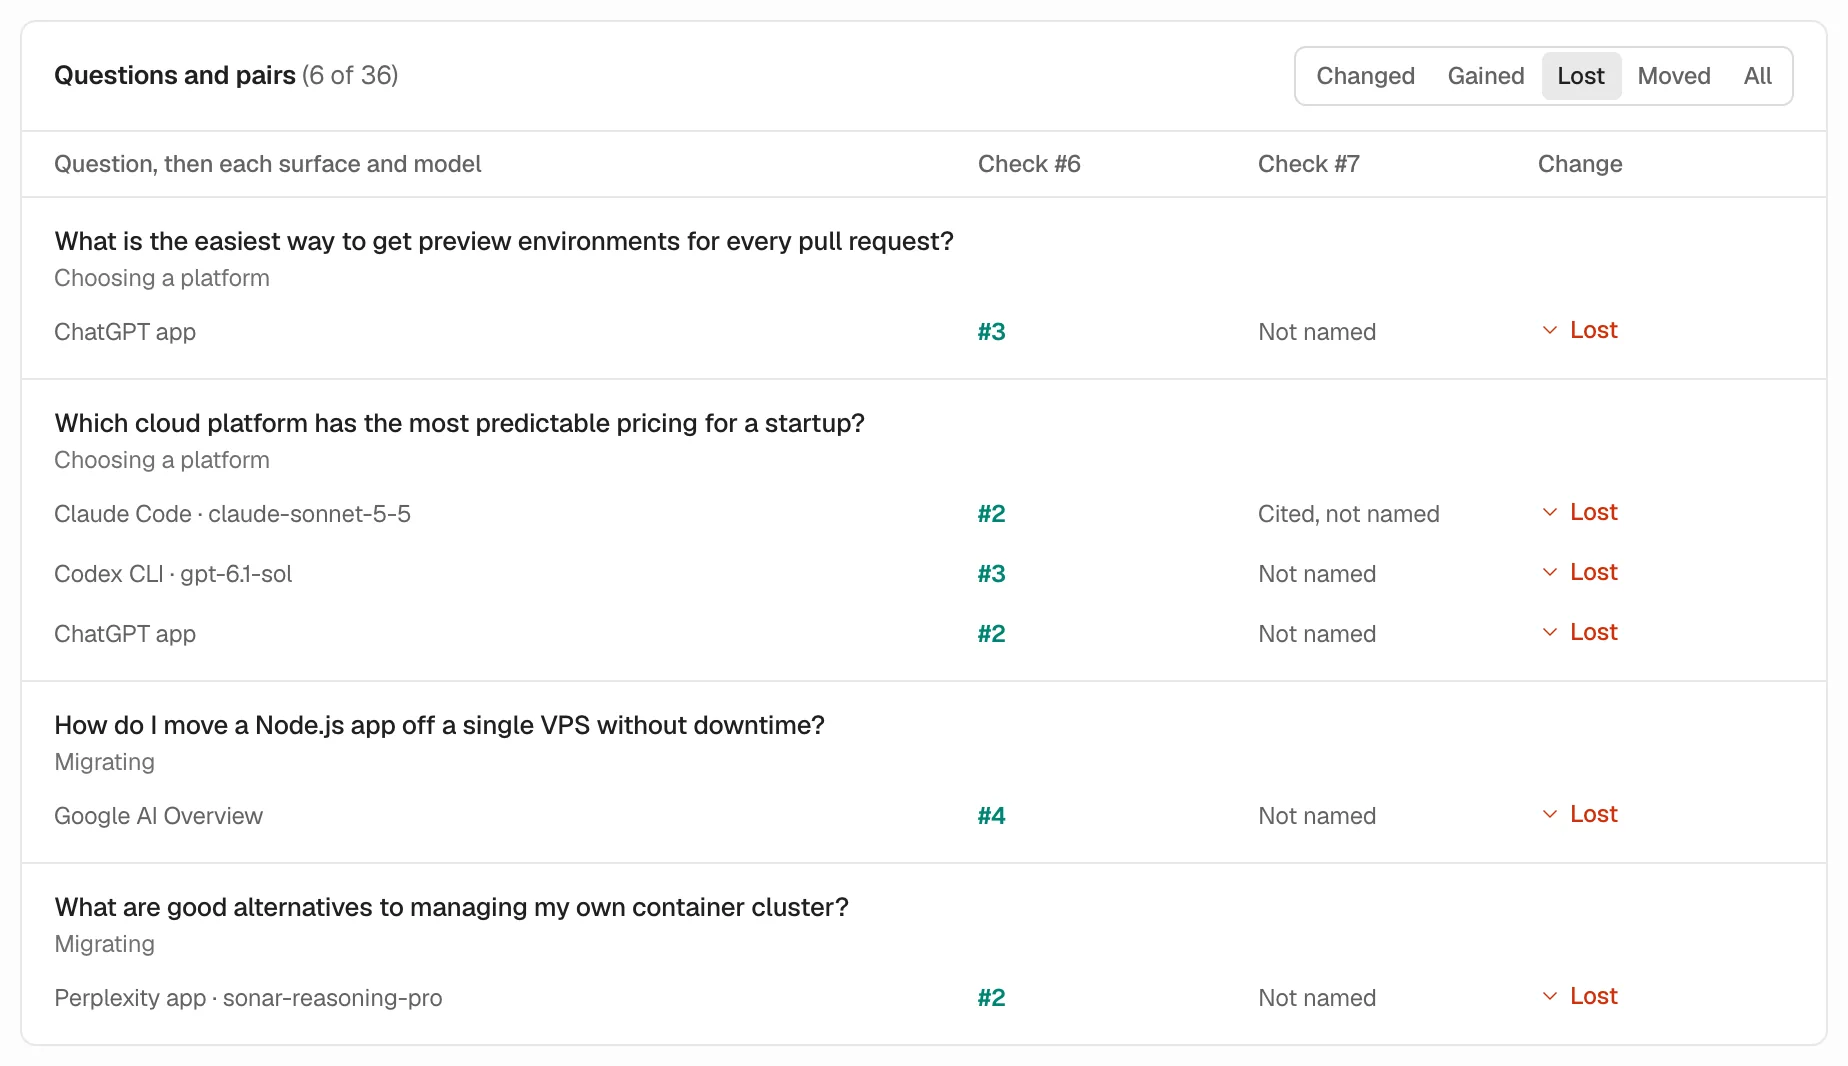 Questions and pairs (6 of 36)
Changed Gained Lost Moved All
Question, then each surface and model Check #6 Check #7 Change
What is the easiest way to get preview environments for every pull request?
Choosing a platform
ChatGPT app #3 Not named Lost
Which cloud platform has the most predictable pricing for a startup?
Choosing a platform
Claude Code · claude-sonnet-5-5 #2 Cited, not named Lost
Codex CLI · gpt-6.1-sol #3 Not named Lost
ChatGPT app #2 Not named Lost
How do I move a Node.js app off a single VPS without downtime?
Migrating
Google AI Overview #4 Not named Lost
What are good alternatives to managing my own container cluster?
Migrating
Perplexity app · sonar-reasoning-pro #2 Not named Lost